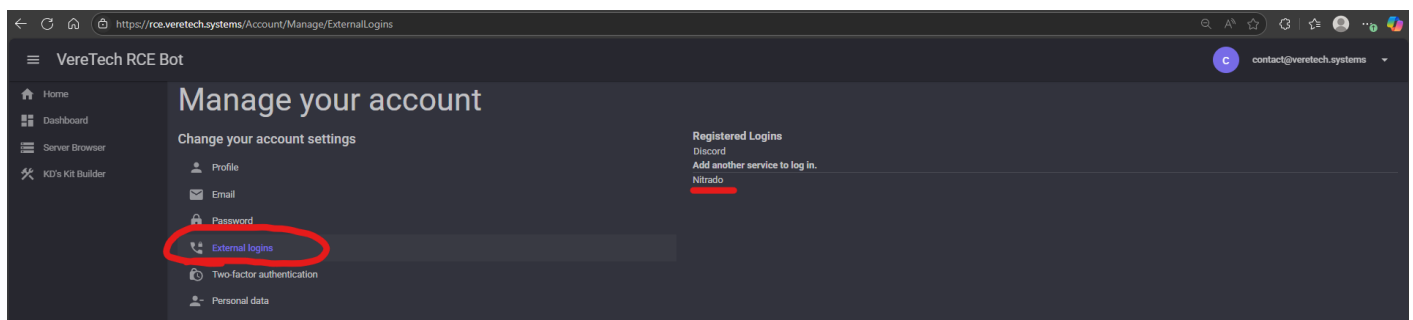 https://rce.veretech.systems/Account/Manage/ExternalLogins
VereTech RCE Bot
C
contact@veretech.systems
Home
Dashboard
Server Browser
KD's Kit Builder
Manage your account
Change your account settings
Profile
Email
Password
External logins
Two-factor authentication
Personal data
Registered Logins
Discord
Add another service to log in.
Nitrado